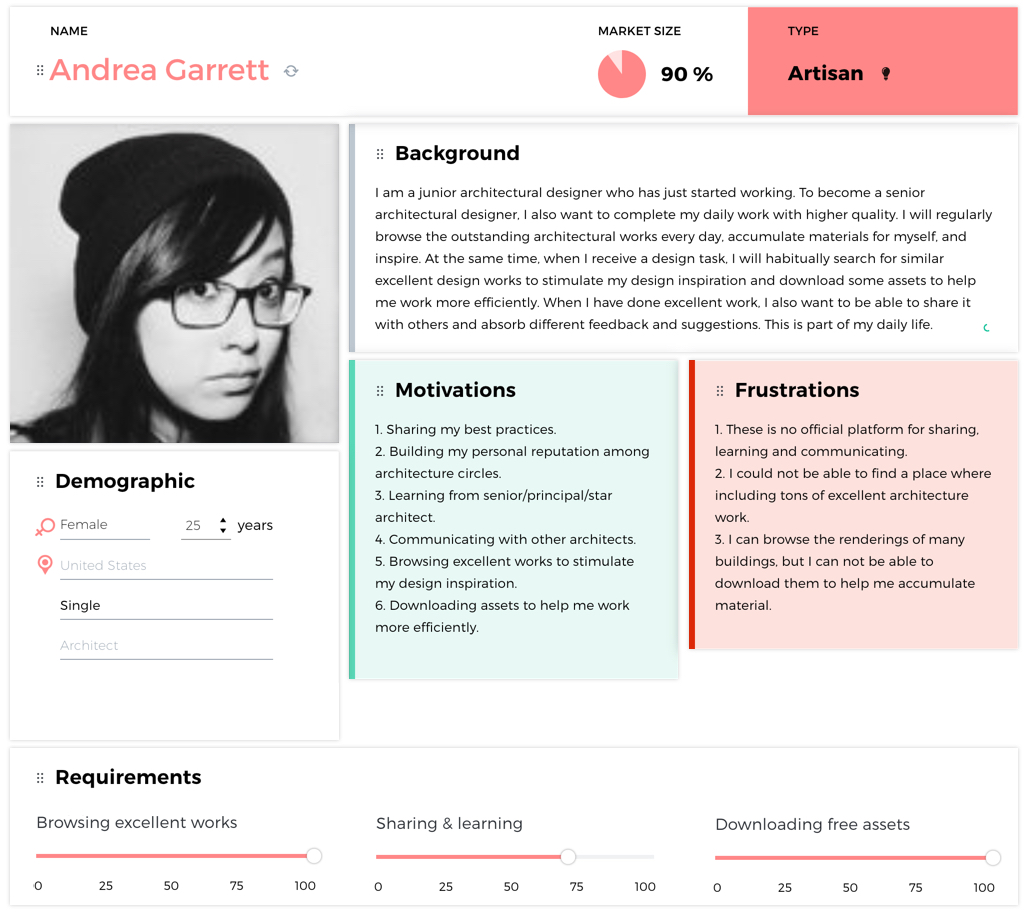 NAME
Andrea Garrett
MARKET SIZE
90 %
TYPE
Artisan
Background
I am a junior architectural designer who has just started working. To become a senior
architectural designer, I also want to complete my daily work with higher quality. I will regularly
browse the outstanding architectural works every day, accumulate materials for myself, and
inspire. At the same time, when I receive a design task, I will habitually search for similar
excellent design works to stimulate my design inspiration and download some assets to help
me work more efficiently. When I have done excellent work, I also want to be able to share it
with others and absorb different feedback and suggestions. This is part of my daily life.
Demographic
Female
25 years
United States
Single
Architect
Motivations
1. Sharing my best practices.
2. Building my personal reputation among
architecture circles.
3. Learning from senior/principal/star
architect.
4. Communicating with other architects.
5. Browsing excellent works to stimulate
my design inspiration.
6. Downloading assets to help me work
more efficiently.
Frustrations
1. These is no official platform for sharing,
learning and communicating.
2. I could not be able to find a place where
including tons of excellent architecture
work.
3. I can browse the renderings of many
buildings, but I can not be able to
download them to help me accumulate
material.
Requirements
Browsing excellent works
0 25 50 75 100
Sharing & learning
0 25 50 75 100
Downloading free assets
0 25 50 75 100